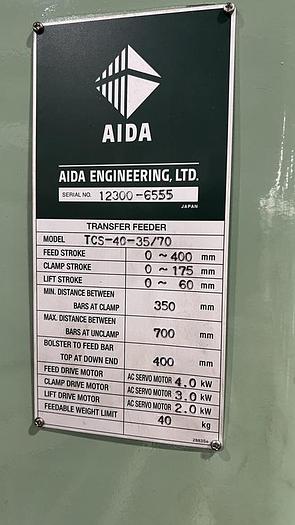 AIDA
AIDA ENGINEERING, LTD.
SERIAL NO. 12300-6555
JAPAN
TRANSFER FEEDER
MODEL TCS-40-35/70
FEED STROKE 0 ~ 400 mm
CLAMP STROKE 0 ~ 175 mm
LIFT STROKE 0 ~ 60 mm
MIN. DISTANCE BETWEEN
BARS AT CLAMP 350 mm
MAX. DISTANCE BETWEEN
BARS AT UNCLAMP 700 mm
BOLSTER TO FEED BAR
TOP AT DOWN END 400 mm
FEED DRIVE MOTOR AC SERVO MOTOR 4.0 kW
CLAMP DRIVE MOTOR AC SERVO MOTOR 3.0 kW
LIFT DRIVE MOTOR AC SERVO MOTOR 2.0 kW
FEEDABLE WEIGHT LIMIT 40 kg